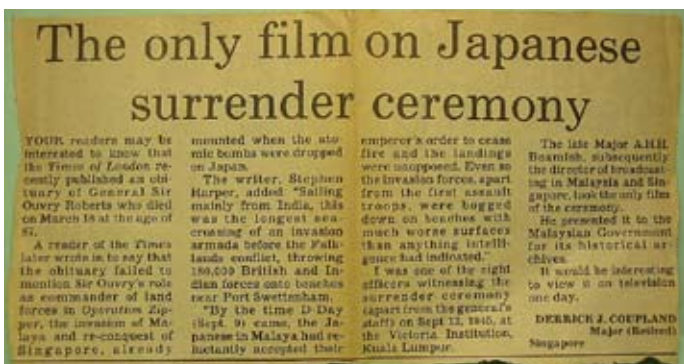 The only film on Japanese
surrender ceremony
YOUR readers may be
interested to know that
the Times of London re-
cently published an obi-
tuary of General Sir
Ouvry Roberts who died
on March 16 at the age of
87.
A reader of the Times
later wrote in to say that
the obituary failed to
mention Sir Ouvry's role
as commander of land
forces in Operation Zip-
per, the invasion of Ma-
laya and re-conquest of
Singapore, already
mounted when the ato-
mic bombs were dropped
on Japan.
The writer, Stephen
Harper, added "Sailing
mainly from India, this
was the longest sea-
crossing of an invasion
armada before the Falk-
lands conflict, throwing
180,000 British and In-
dian forces onto beaches
near Port Swettenham.
"By the time D-Day
(Sept. 9) came, the Ja-
panese in Malaya had re-
luctantly accepted their
emperor's order to cease
fire and the landings
were unopposed. Even so
the invasion forces, apart
from the first assault
troops, were bogged
down on beaches with
much worse surfaces
than anything intelli-
gence had indicated."
I was one of the eight
officers witnessing the
surrender ceremony
(apart from the general's
staff) on Sept 13, 1945, at
the Victoria Institution,
Kuala Lumpur.
The late Major A.H.H.
Beamish, subsequently
the director of broadcast-
ing in Malaysia and Sin-
gapore, took the only film
of the ceremony.
He presented it to the
Malaysian Government
for its historical ar-
chives.
It would be interesting
to view it on television
one day.
DERRICK J. COUPLAND
Major (Retired)
Singapore